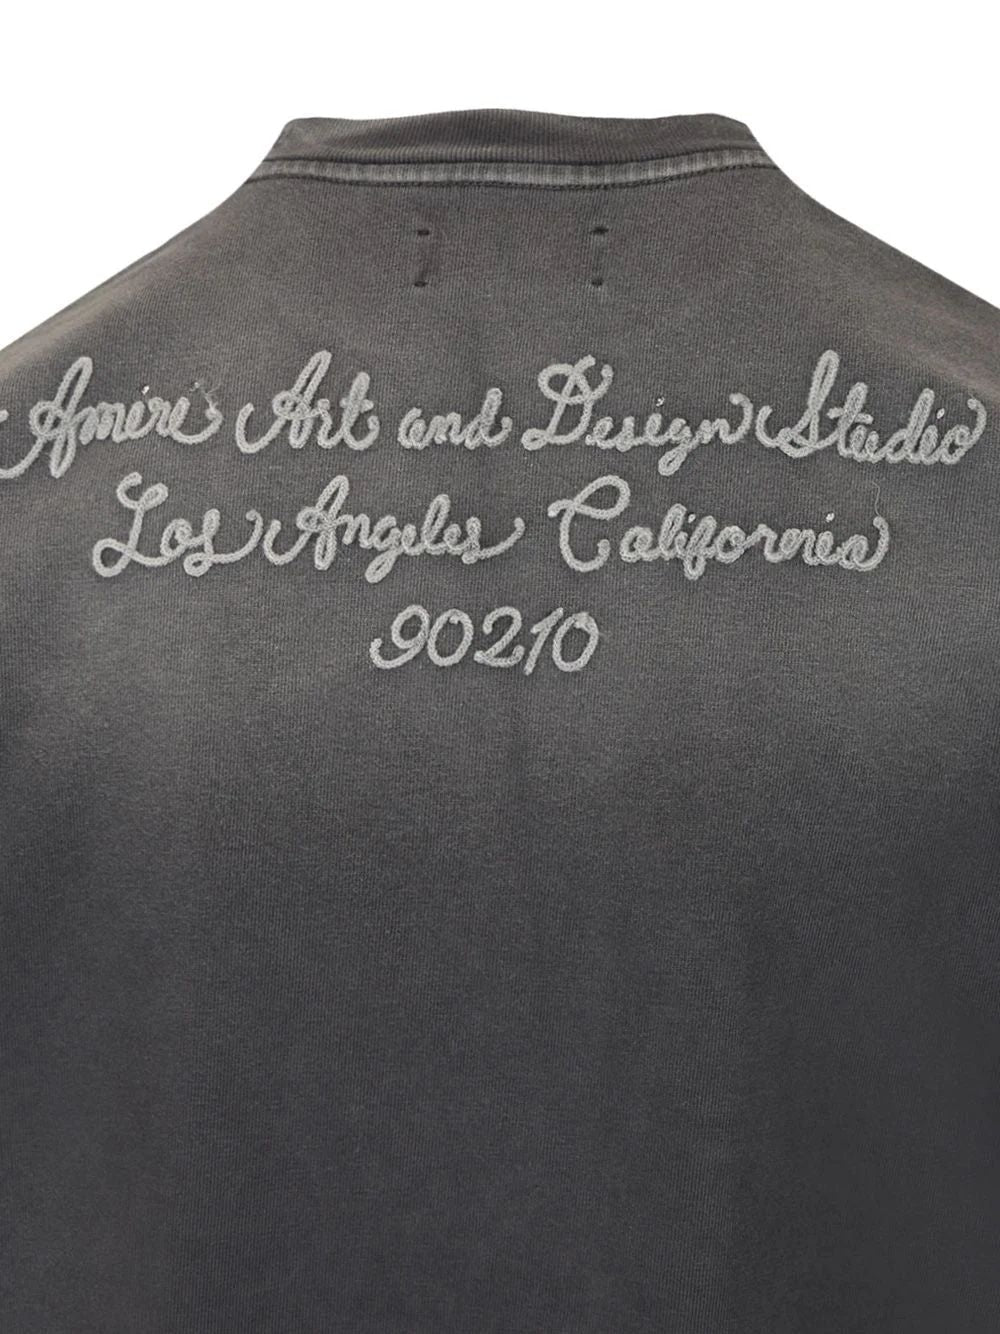 Amiri Art and Design Studio
Los Angeles California
90210